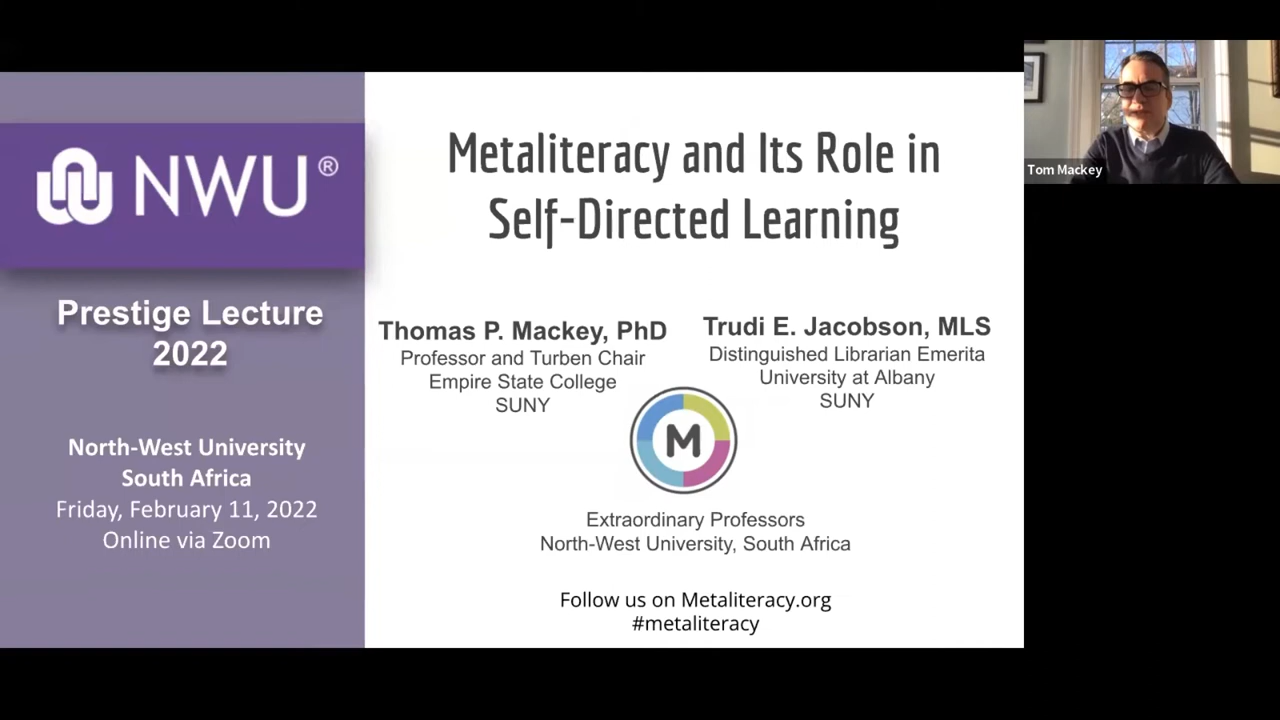 NWU®
Prestige Lecture
2022
North-West University
South Africa
Friday, February 11, 2022
Online via Zoom
Metaliteracy and Its Role in
Self-Directed Learning
Thomas P. Mackey, PhD
Professor and Turben Chair
Empire State College
SUNY
Trudi E. Jacobson, MLS
Distinguished Librarian Emerita
University at Albany
SUNY
M
Extraordinary Professors
North-West University, South Africa
Follow us on Metaliteracy.org
#metaliteracy
Tom Mackey